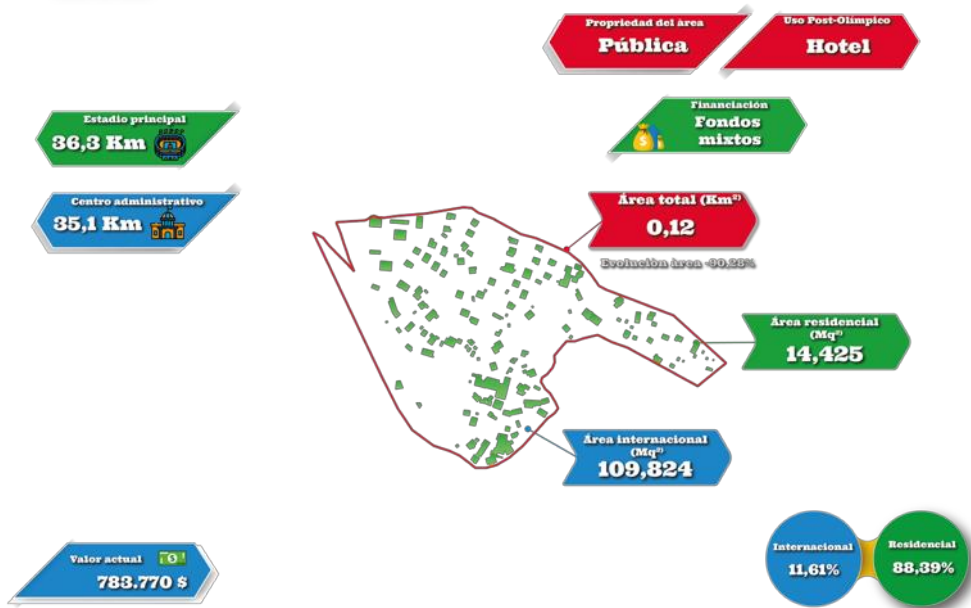 Propriedad del área
Pública
Uso Post-Olímpico
Hotel
Estadio principal
36,3 Km
Financiación
Fondos
mixtos
Centro administrativo
35,1 Km
Área total (Km²)
0,12
Evolución área -90,28%
Área residencial
(Mq²)
14,425
Área internacional
(Mq²)
109,824
Valor actual
783.770 $
Internacional
11,61%
Residencial
88,39%